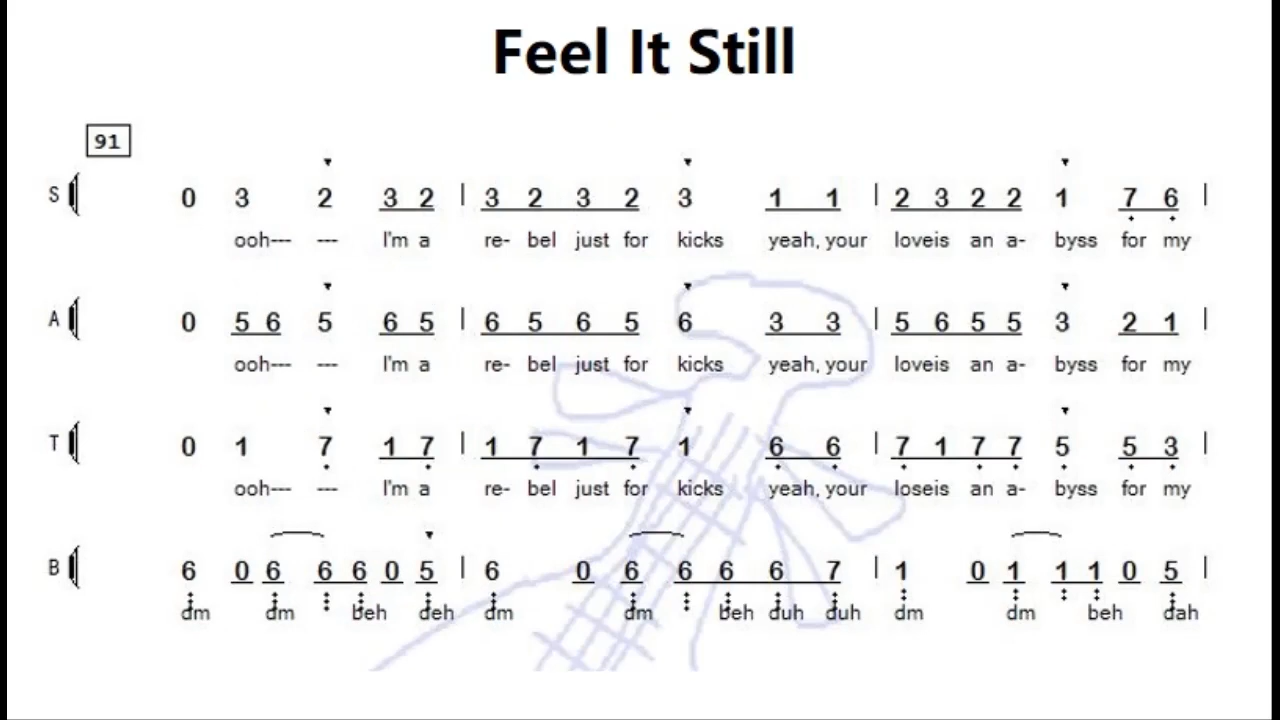 Feel It Still
91
S 0 3 2 3 2 | 3 2 3 2 3 1 1 | 2 3 2 2 1 7 6 |
ooh--- --- I'm a re- bel just for kicks yeah, your loveis an a- byss for my
A 0 5 6 5 6 5 | 6 5 6 5 6 3 3 | 5 6 5 5 3 2 1 |
ooh--- --- I'm a re- bel just for kicks yeah, your loveis an a- byss for my
T 0 1 7 1 7 | 1 7 1 7 1 6 6 | 7 1 7 7 5 5 3 |
ooh--- --- I'm a re- bel just for kicks yeah, your loseis an a- byss for my
B 6 0 6 6 6 0 5 | 6 0 6 6 6 6 7 | 1 0 1 1 1 0 5 |
dm dm beh deh dm dm beh duh duh dm dm beh dah